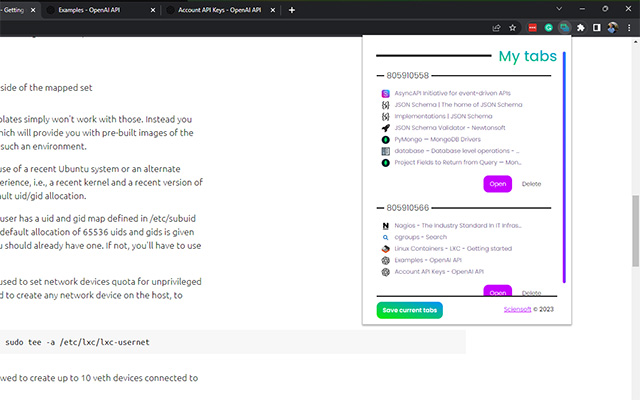 - Getting
Examples - OpenAI API
Account API Keys - OpenAI API
side of the mapped set
plates simply won't work with those. Instead you
hich will provide you with pre-built images of the
such an environment.
use of a recent Ubuntu system or an alternate
erience, i.e., a recent kernel and a recent version of
ault uid/gid allocation.
user has a uid and gid map defined in /etc/subuid
default allocation of 65536 uids and gids is given
u should already have one. If not, you'll have to use
used to set network devices quota for unprivileged
d to create any network device on the host, to
sudo tee -a /etc/lxc/lxc-usernet
wed to create up to 10 veth devices connected to
My tabs
805910558
AsyncAPI Initiative for event-driven APIs
JSON Schema | The home of JSON Schema
Implementations | JSON Schema
JSON Schema Validator - Newtonsoft
PyMongo — MongoDB Drivers
database – Database level operations - ...
Project Fields to Return from Query — Mon...
Open Delete
805910566
Nagios - The Industry Standard In IT Infras...
cgroups - Search
Linux Containers - LXC - Getting started
Examples - OpenAI API
Account API Keys - OpenAI API
Open Delete
Save current tabs
Sciensoft © 2023